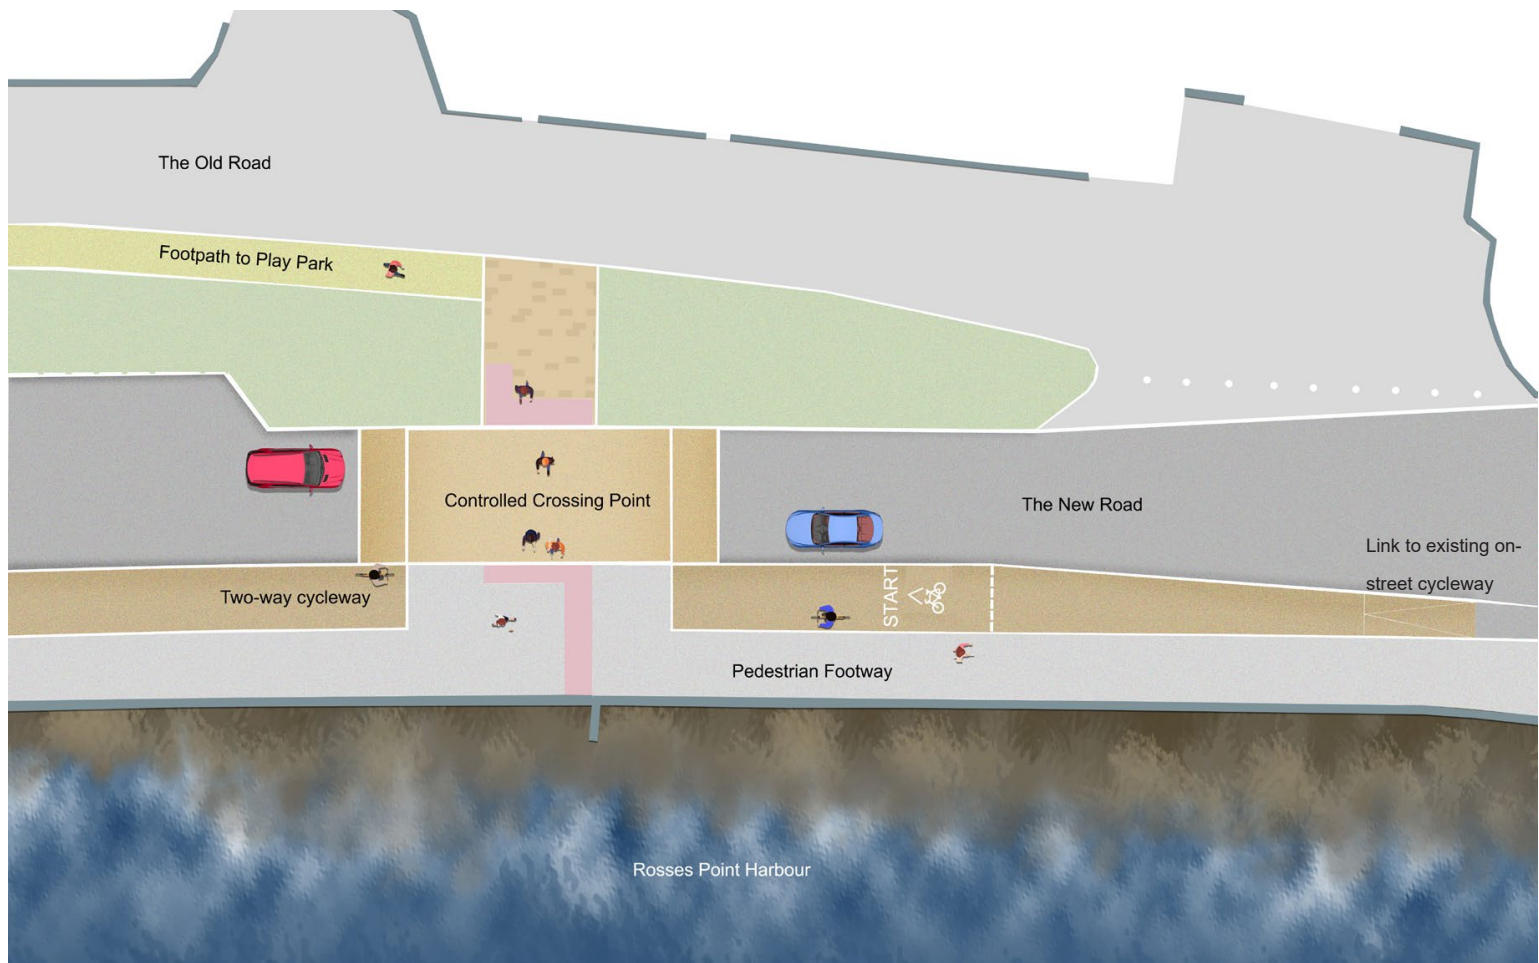 The Old Road
Footpath to Play Park
Controlled Crossing Point
The New Road
Link to existing on-
street cycleway
Two-way cycleway
START
Pedestrian Footway
Rosses Point Harbour